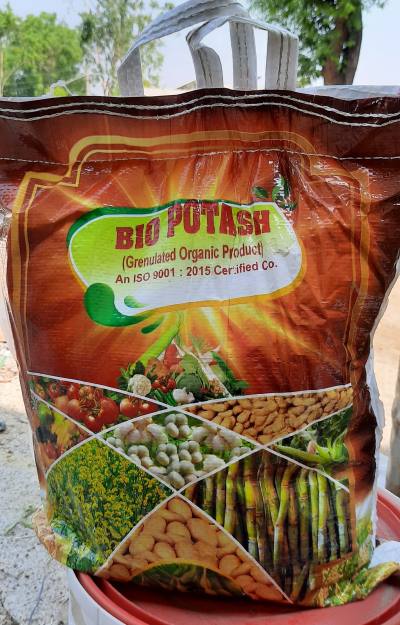 BIO POTASH
(Grenulated Organic Product)
An ISO 9001 : 2015 Certified Co.